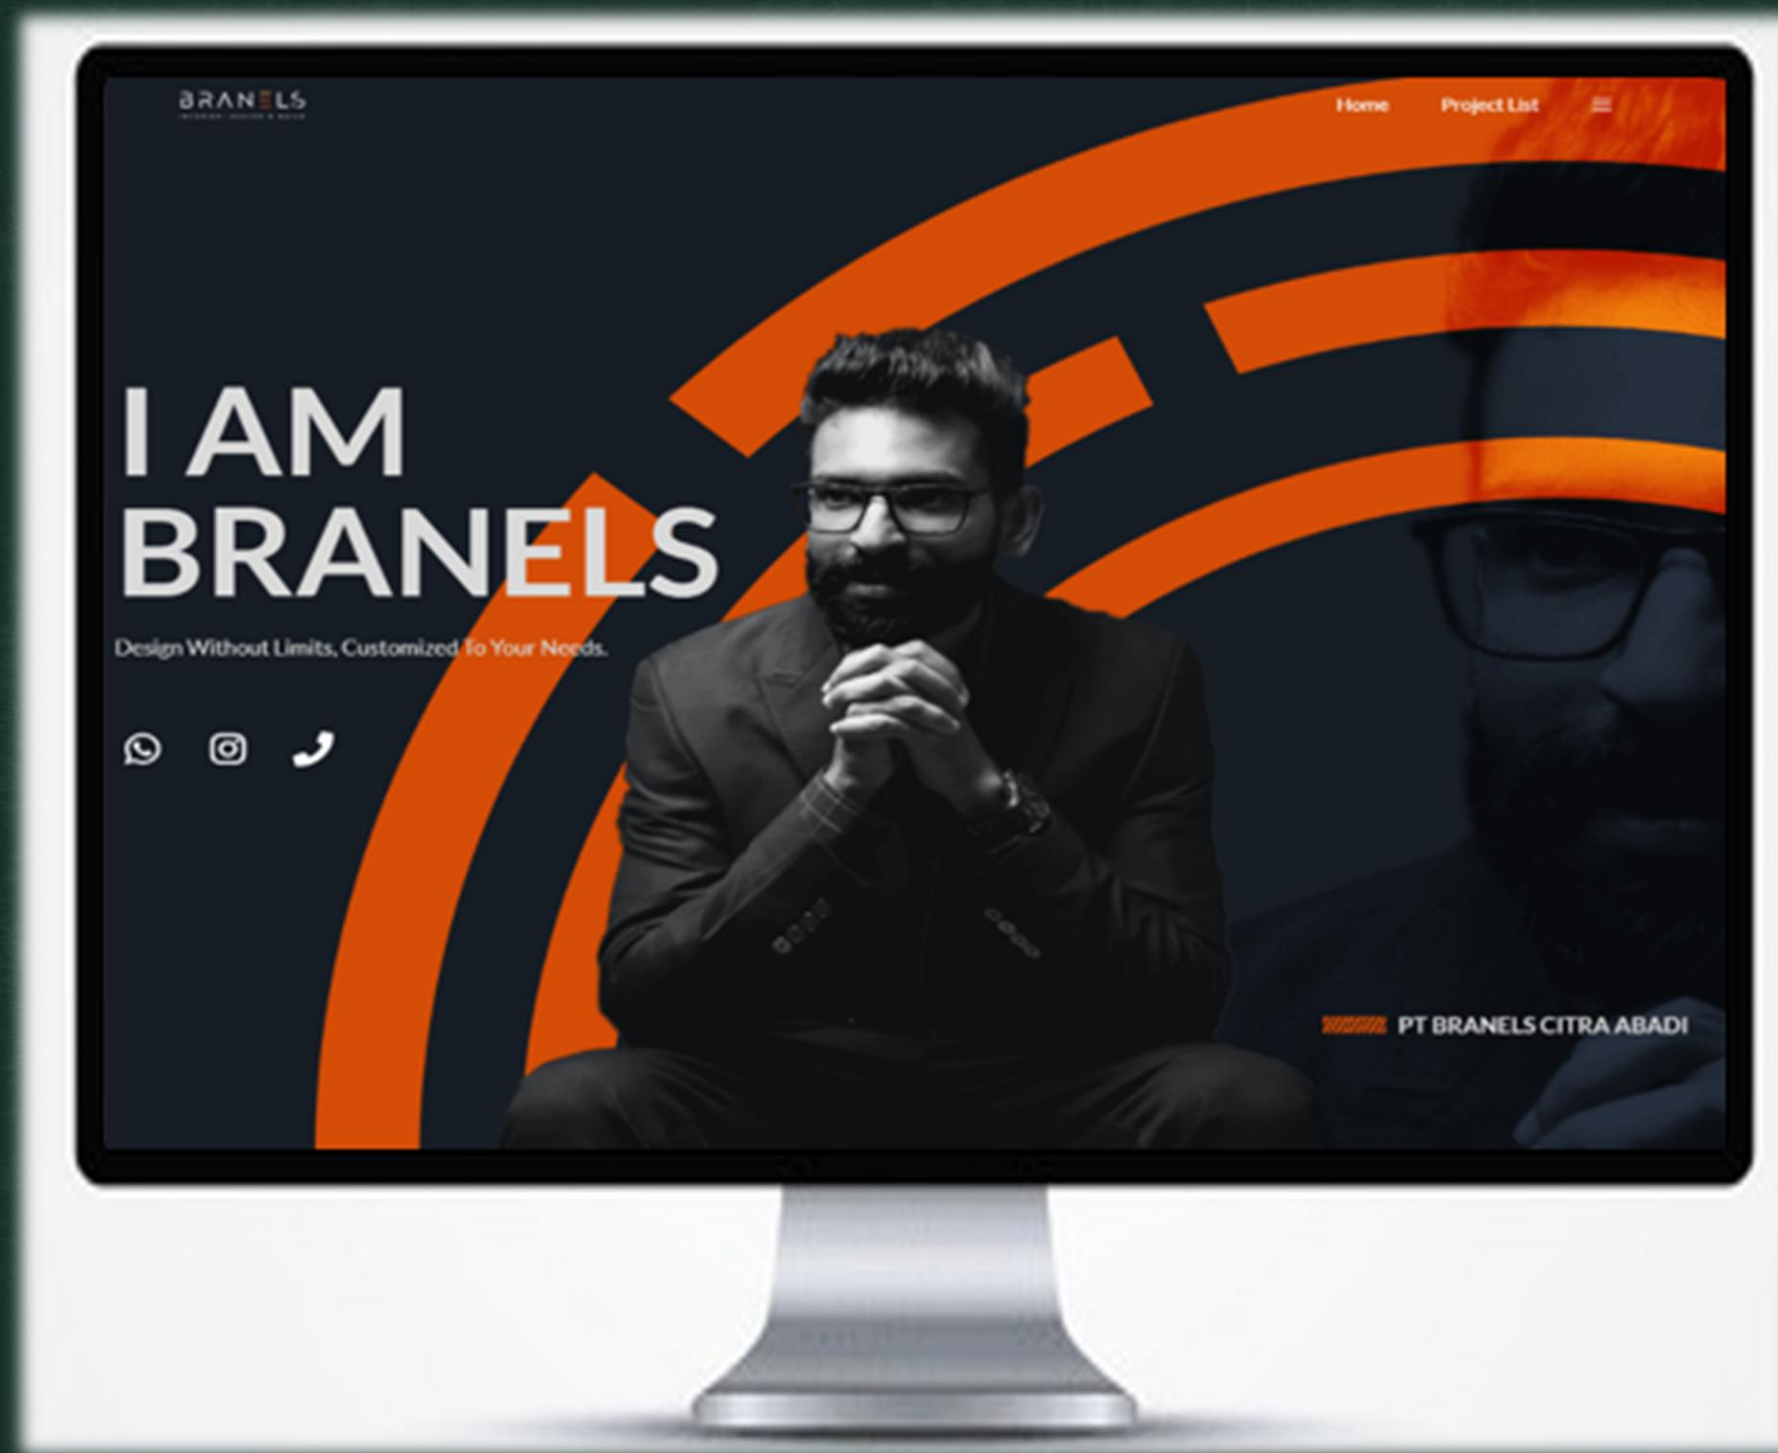 BRANELS
Home
Project List
I AM
BRANELS
Design Without Limits, Customized To Your Needs.
PT BRANELS CITRA ABADI